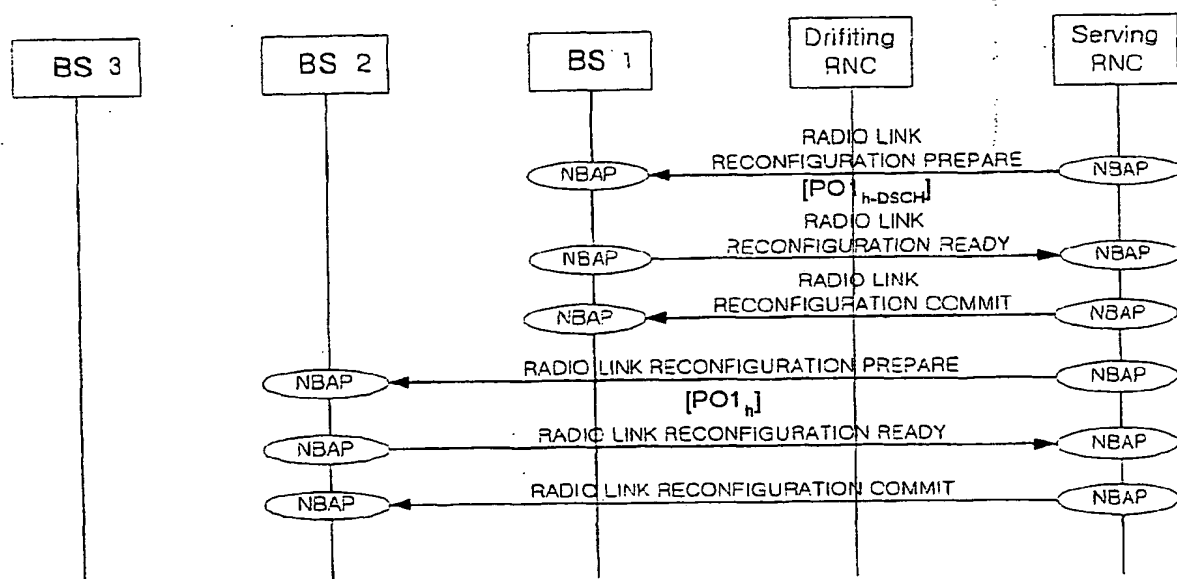 BS 3
BS 2
BS 1
Drifiting
RNC
Serving
RNC
RADIO LINK
RECONFIGURATION PREPARE
NBAP
NBAP
[PO1h-DSCH]
RADIO LINK
RECONFIGURATION READY
NBAP
NBAP
RADIO LINK
RECONFIGURATION COMMIT
NBAP
NBAP
RADIO LINK RECONFIGURATION PREPARE
NBAP
NBAP
[PO1h]
RADIO LINK RECONFIGURATION READY
NBAP
NBAP
RADIO LINK RECONFIGURATION COMMIT
NBAP
NBAP